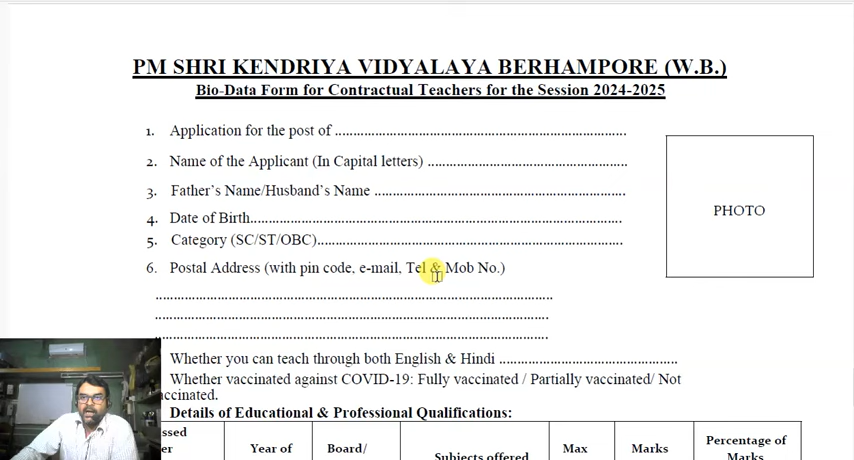 PM SHRI KENDRIYA VIDYALAYA BERHAMPORE (W.B.)
Bio-Data Form for Contractual Teachers for the Session 2024-2025
1. Application for the post of ..............................................................................
2. Name of the Applicant (In Capital letters) .....................................................
3. Father's Name/Husband's Name ...................................................................
PHOTO
4. Date of Birth....................................................................................................
5. Category (SC/ST/OBC)..................................................................................
6. Postal Address (with pin code, e-mail, Tel & Mob No.)
..........................................................................................................
.........................................................................................................
.........................................................................................................
Whether you can teach through both English & Hindi ................................................
Whether vaccinated against COVID-19: Fully vaccinated / Partially vaccinated/ Not
accinated.
Details of Educational & Professional Qualifications:
ssed Year of Board/ Subjects offered Max Marks Percentage of
er Marks